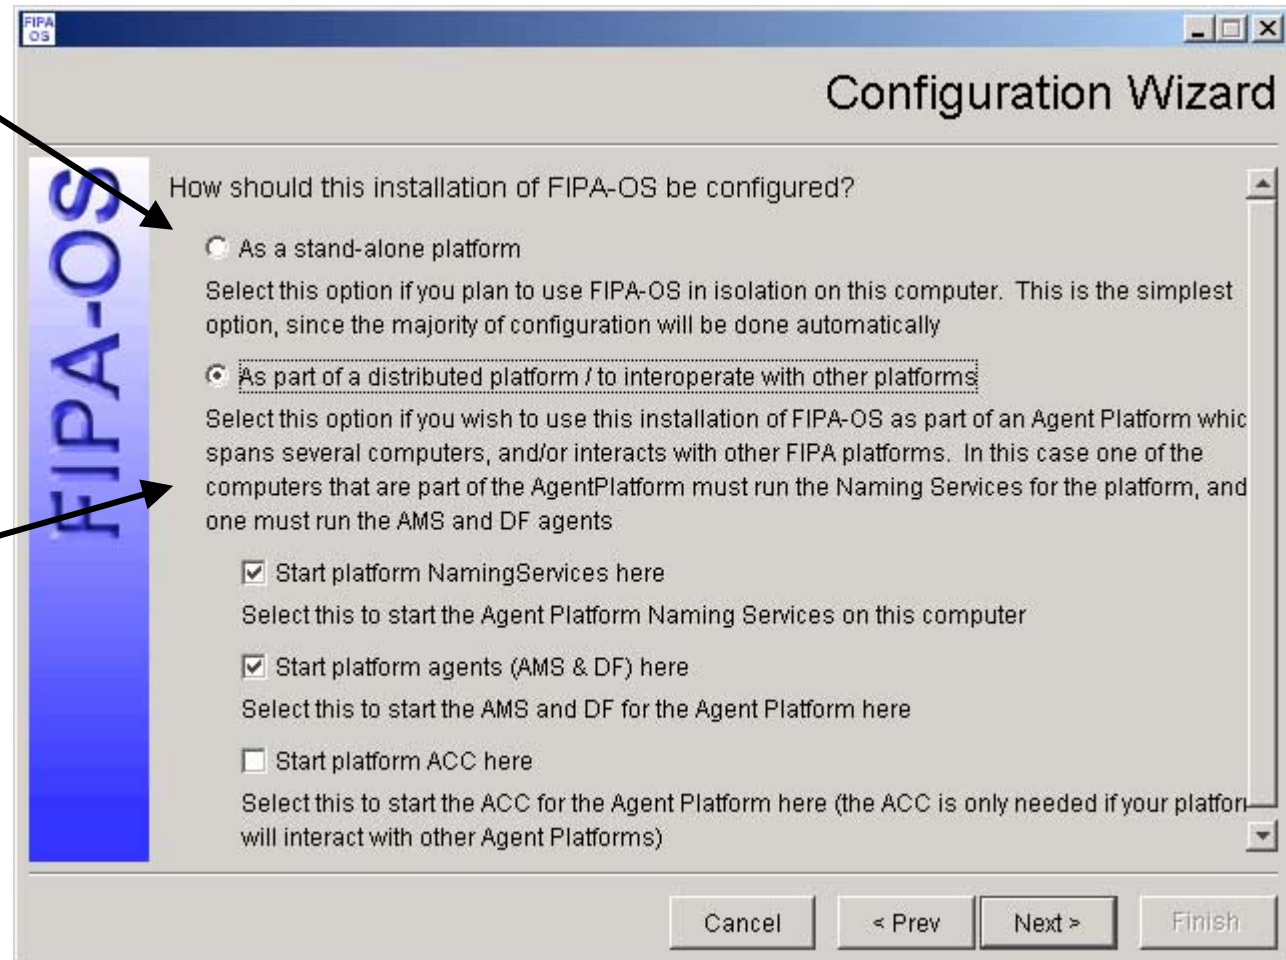 FIPA
OS
Configuration Wizard
FIPA-OS
How should this installation of FIPA-OS be configured?
As a stand-alone platform
Select this option if you plan to use FIPA-OS in isolation on this computer. This is the simplest
option, since the majority of configuration will be done automatically
As part of a distributed platform / to interoperate with other platforms
Select this option if you wish to use this installation of FIPA-OS as part of an Agent Platform whic
spans several computers, and/or interacts with other FIPA platforms. In this case one of the
computers that are part of the AgentPlatform must run the Naming Services for the platform, and
one must run the AMS and DF agents
Start platform NamingServices here
Select this to start the Agent Platform Naming Services on this computer
Start platform agents (AMS & DF) here
Select this to start the AMS and DF for the Agent Platform here
Start platform ACC here
Select this to start the ACC for the Agent Platform here (the ACC is only needed if your platfor
will interact with other Agent Platforms)
Cancel
< Prev
Next >
Finish